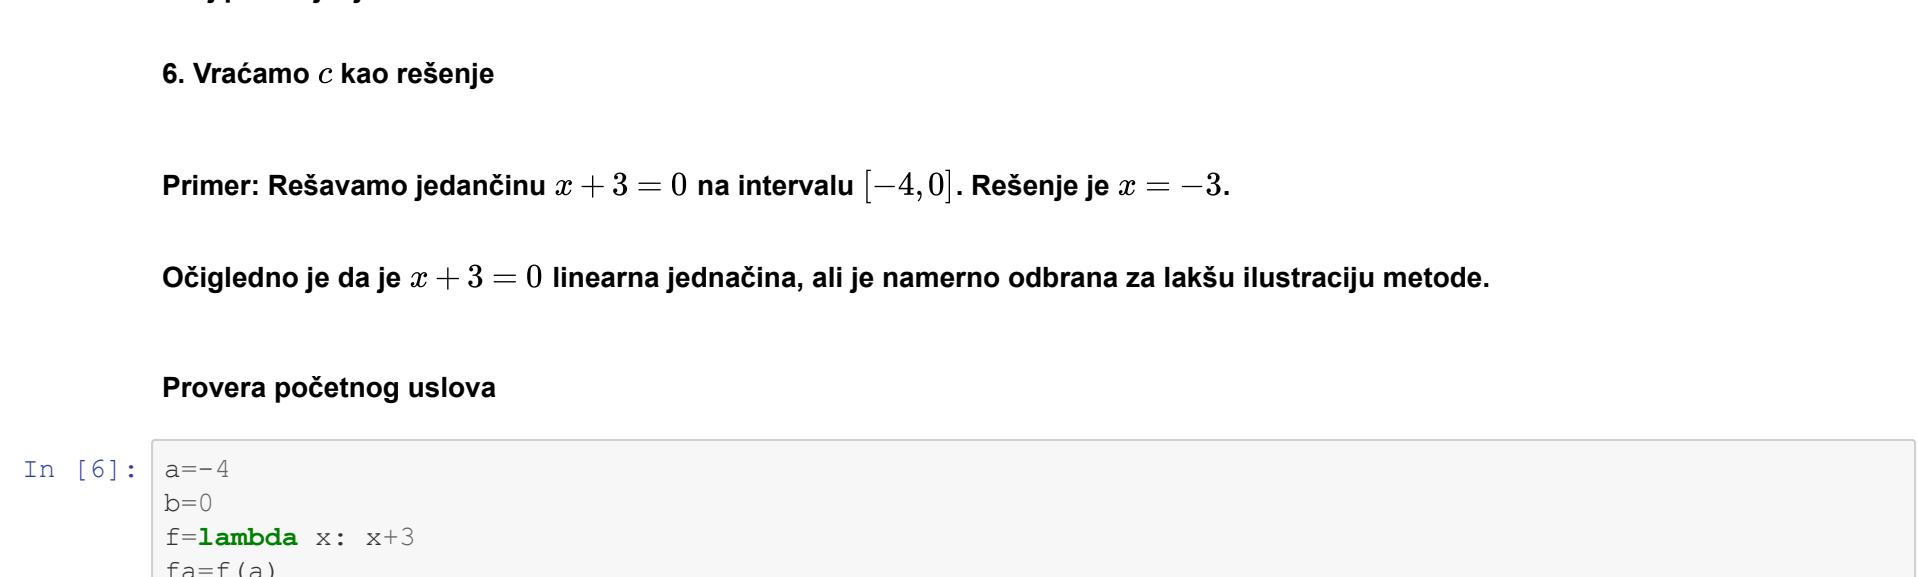 6. Vraćamo c kao rešenje
Primer: Rešavamo jedančinu x + 3 = 0 na intervalu [−4, 0]. Rešenje je x = −3.
Očigledno je da je x + 3 = 0 linearna jednačina, ali je namerno odbrana za lakšu ilustraciju metode.
Provera početnog uslova
In [6]: a=-4
b=0
f=lambda x: x+3
fa=f(a)